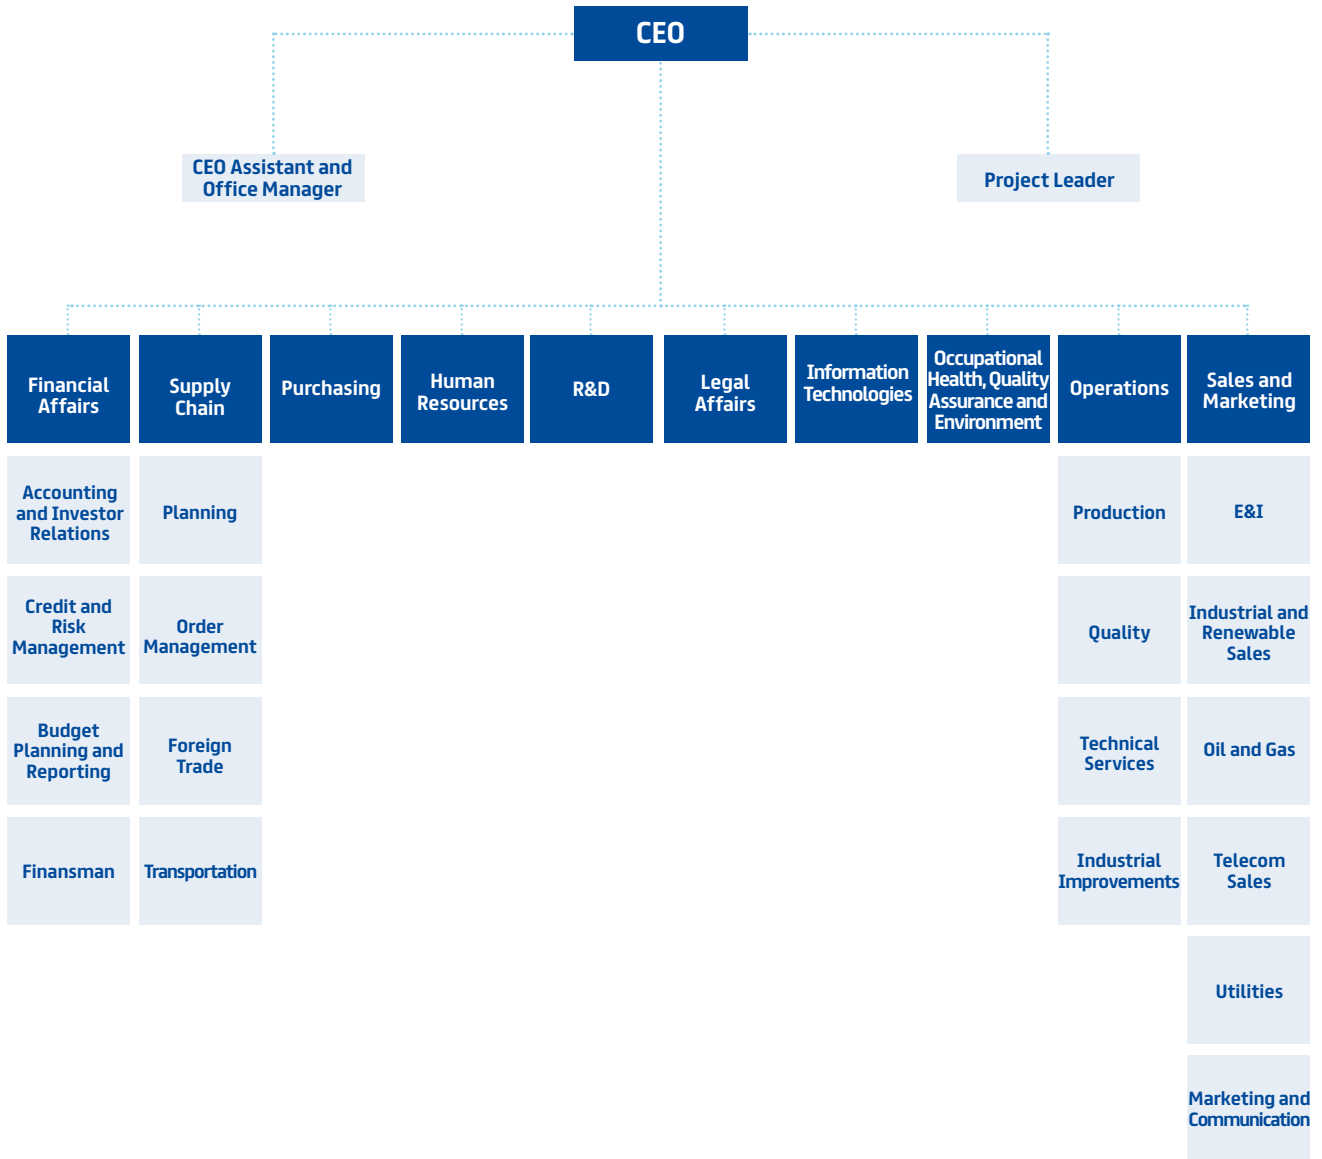 CEO
CEO Assistant and
Office Manager
Project Leader
Financial
Affairs
Supply
Chain
Purchasing
Human
Resources
R&D
Legal
Affairs
Information
Technologies
Occupational
Health, Quality
Assurance and
Environment
Operations
Sales and
Marketing
Accounting
and Investor
Relations
Planning
Production
E&I
Credit and
Risk
Management
Order
Management
Quality
Industrial and
Renewable
Sales
Budget
Planning and
Reporting
Foreign
Trade
Technical
Services
Oil and Gas
Finansman
Transportation
Industrial
Improvements
Telecom
Sales
Utilities
Marketing and
Communication